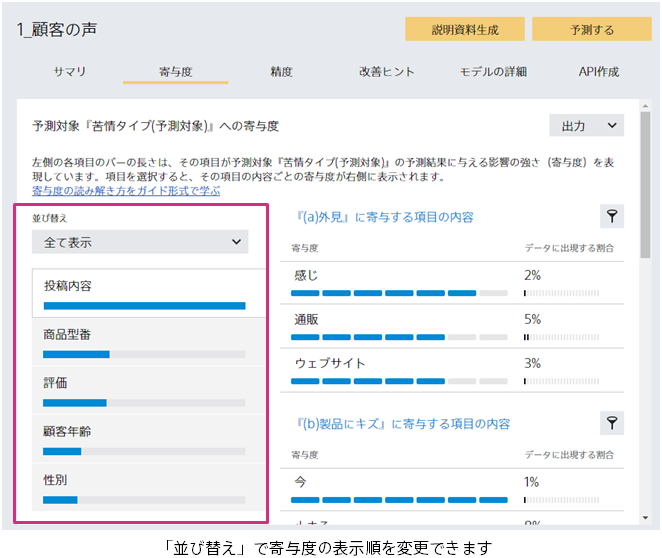 1_顧客の声
説明資料生成
予測する
サマリ
寄与度
精度
改善ヒント
モデルの詳細
API作成
予測対象『苦情タイプ(予測対象)』への寄与度
出力
左側の各項目のバーの長さは、その項目が予測対象『苦情タイプ(予測対象)』の予測結果に与える影響の強さ（寄与度）を表
現しています。項目を選択すると、その項目の内容ごとの寄与度が右側に表示されます。
寄与度の読み解き方をガイド形式で学ぶ
並び替え
全て表示
投稿内容
商品型番
評価
顧客年齢
性別
『(a)外見』に寄与する項目の内容
寄与度
データに出現する割合
感じ
2%
通販
5%
ウェブサイト
3%
『(b)製品にキズ』に寄与する項目の内容
寄与度
データに出現する割合
今
1%
「並び替え」で寄与度の表示順を変更できます